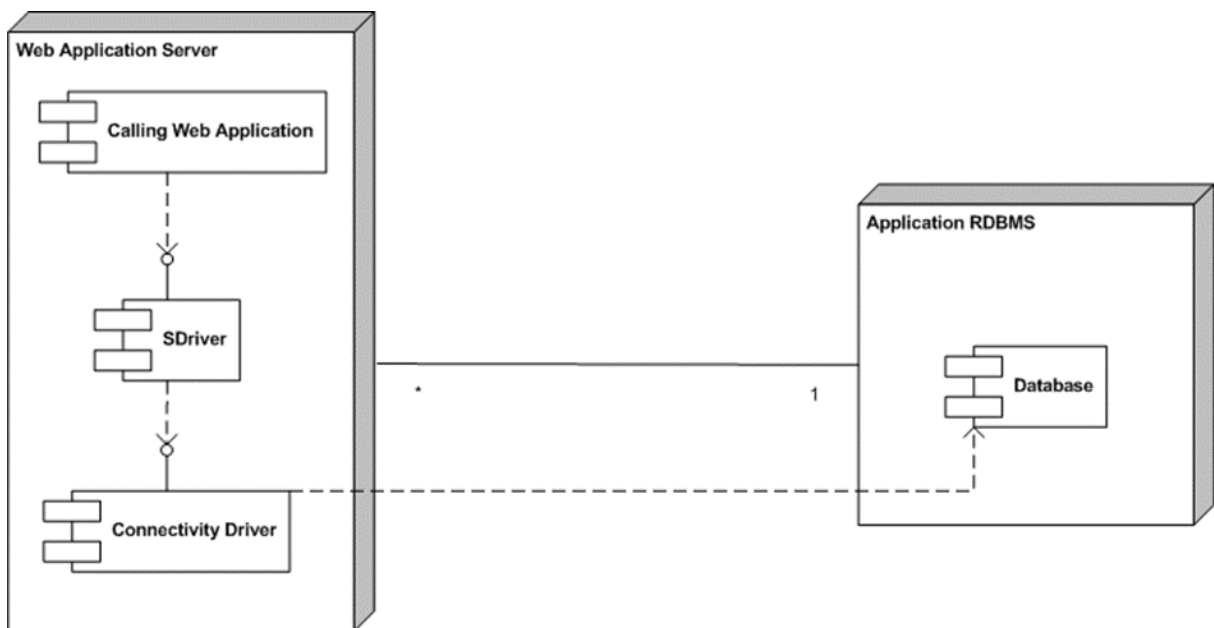 Web Application Server
Calling Web Application
Application RDBMS
SDriver
Database
* 1
Connectivity Driver